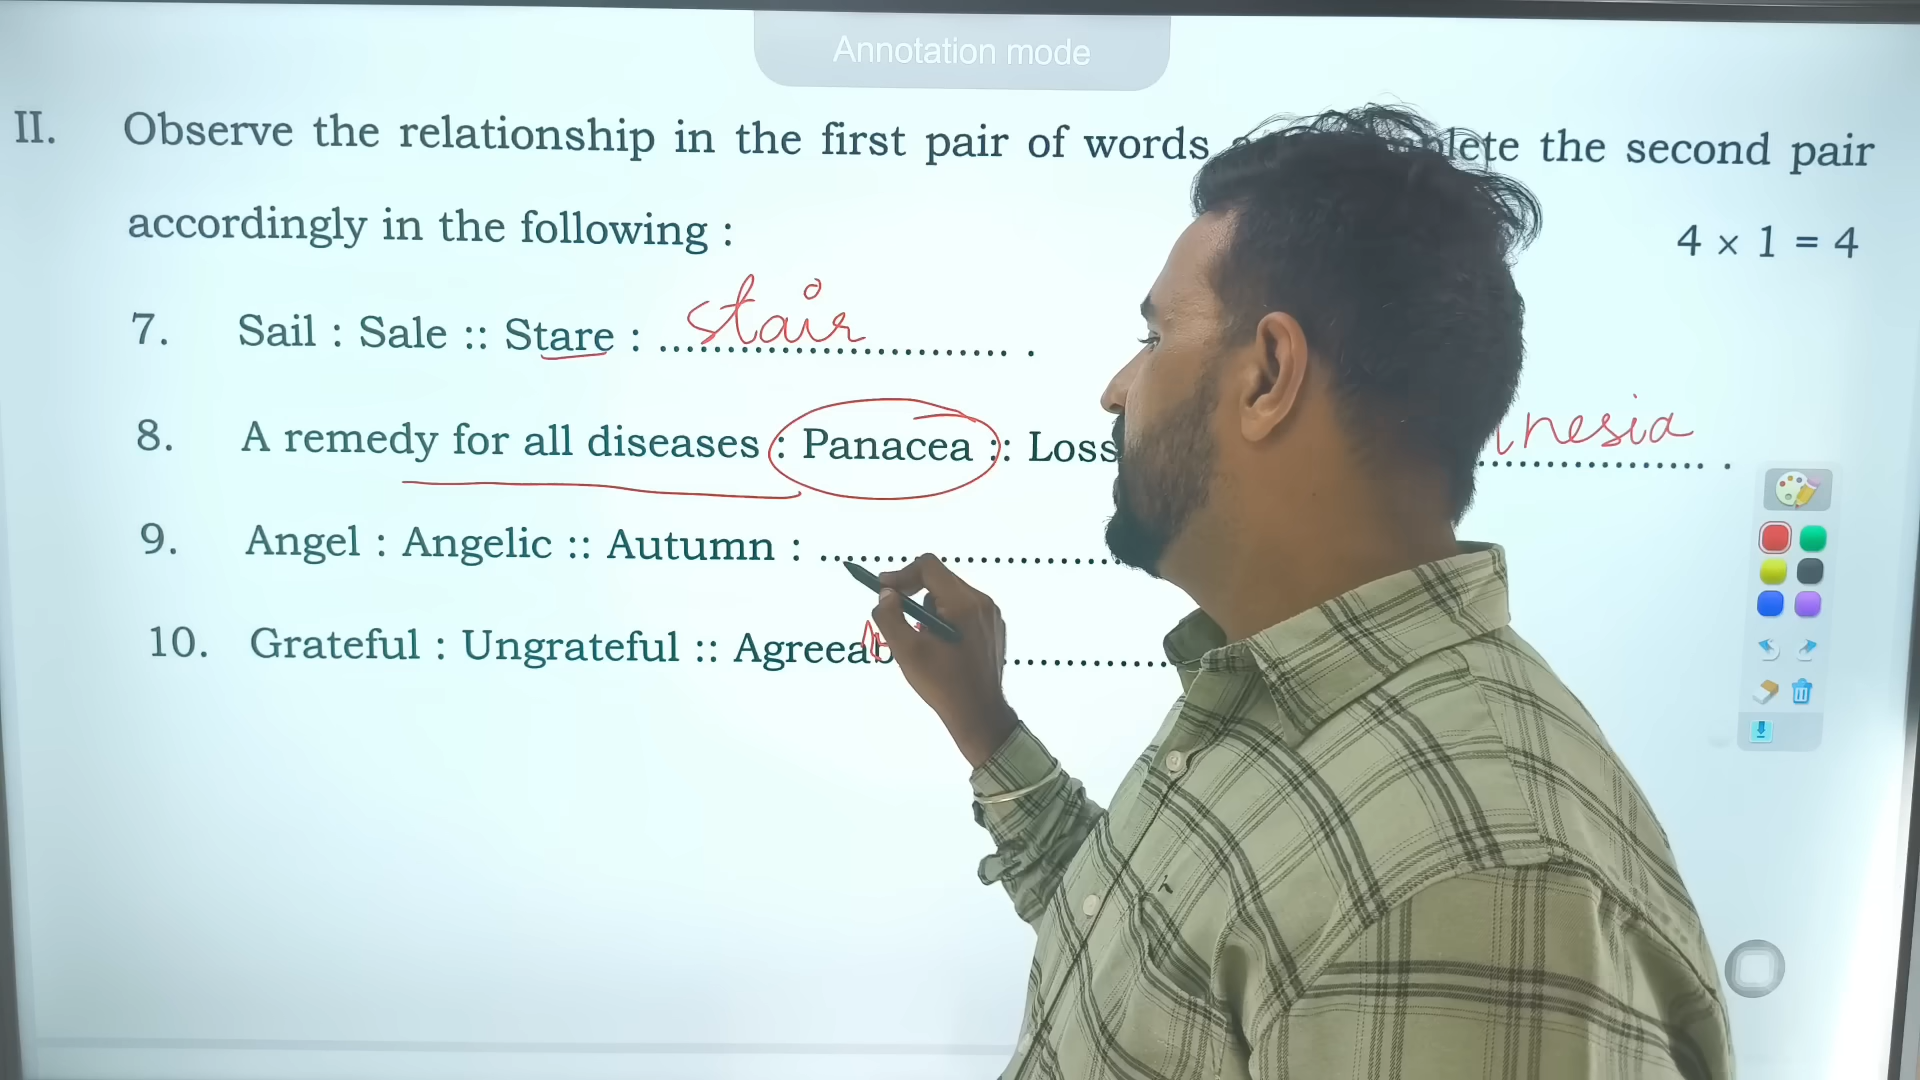 Annotation mode
II. Observe the relationship in the first pair of words the second pair
accordingly in the following : 4 × 1 = 4
7. Sail : Sale :: Stare : stair .
8. A remedy for all diseases : Panacea :: Loss nesia .
9. Angel : Angelic :: Autumn :
10. Grateful : Ungrateful ::